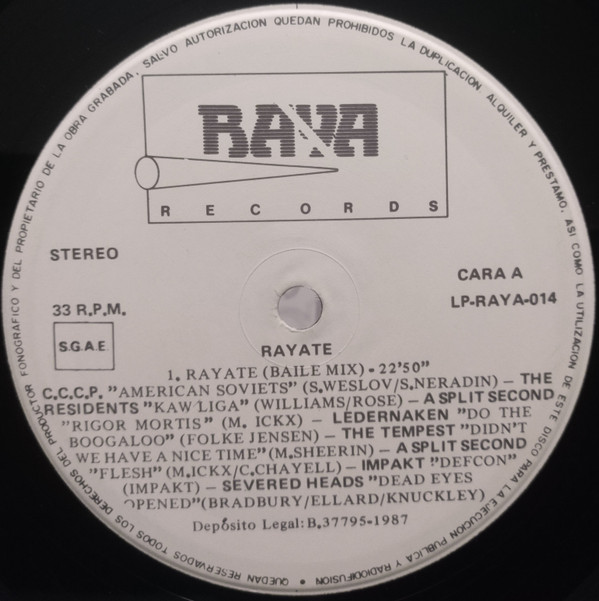 QUEDAN RESERVADOS TODOS LOS DERECHOS DEL PRODUCTOR FONOGRAFICO Y DEL PROPIETARIO DE LA OBRA GRABADA. SALVO AUTORIZACION QUEDAN PROHIBIDOS LA DUPLICACION ALQUILER Y PRESTAMO, ASI COMO LA UTILIZACION DE ESTE DISCO PARA LA EJECUCION PUBLICA Y RADIODIFUSION •
RAYA
RECORDS
STEREO
CARA A
33 R.P.M.
LP-RAYA-014
S.G.A.E.
RAYATE
1. RAYATE (BAILE MIX) - 22'50"
C.C.C.P. "AMERICAN SOVIETS" (S.WESLOV/S.NERADIN) — THE
RESIDENTS "KAW LIGA" (WILLIAMS/ROSE) — A SPLIT SECOND
"RIGOR MORTIS" (M. ICKX) — LEDERNAKEN "DO THE
BOOGALOO" (FOLKE JENSEN) — THE TEMPEST "DIDN'T
WE HAVE A NICE TIME" (M.SHEERIN) — A SPLIT SECOND
"FLESH" (M.ICKX/C.CHAYELL) — IMPAKT "DEFCON"
(IMPAKT) — SEVERED HEADS "DEAD EYES
OPENED" (BRADBURY/ELLARD/KNUCKLEY)
Depósito Legal: B.37795-1987